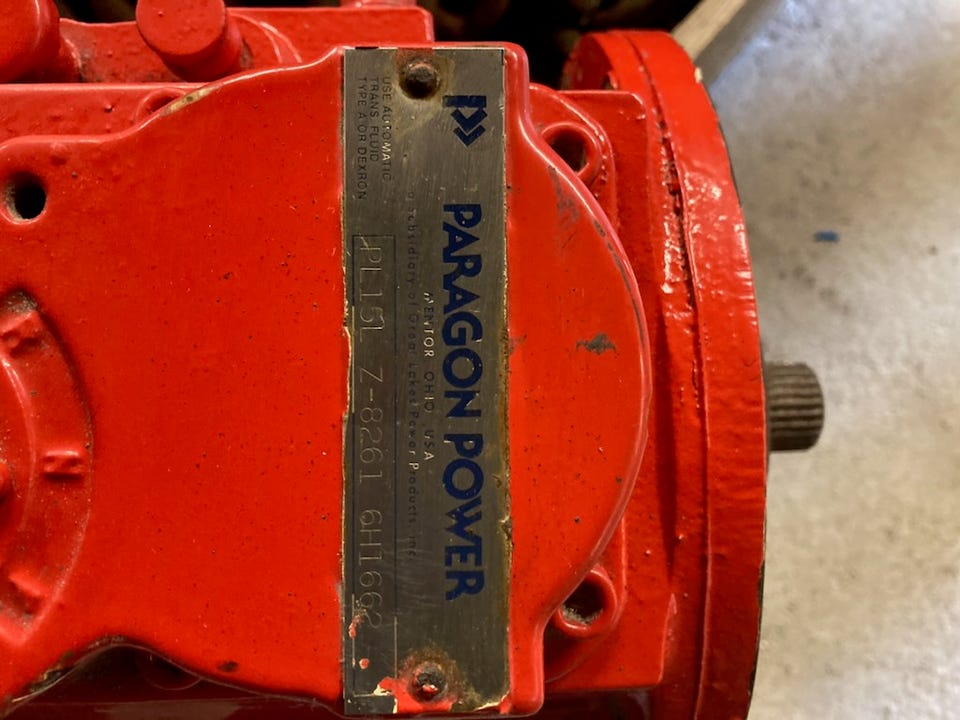 PARAGON POWER
MENTOR OHIO USA
a subsidiary of Great Lakes Power Products, Inc.
USE AUTOMATIC
TRANS. FLUID
TYPE A OR DEXRON
PL15L Z-8261 6H1662
N